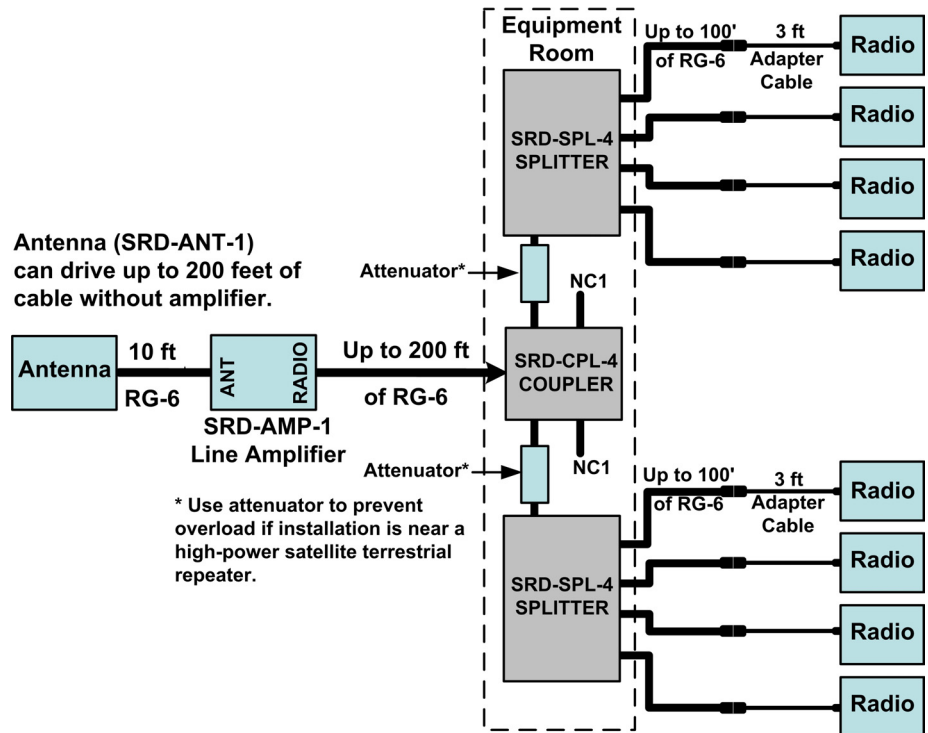 Equipment
Room
Up to 100'
of RG-6
3 ft
Adapter
Cable
Radio
SRD-SPL-4
SPLITTER
Radio
Radio
Radio
Antenna (SRD-ANT-1)
can drive up to 200 feet of
cable without amplifier.
Attenuator*
NC1
Antenna
10 ft
RG-6
ANT
RADIO
SRD-AMP-1
Line Amplifier
Up to 200 ft
of RG-6
SRD-CPL-4
COUPLER
NC1
Attenuator*
* Use attenuator to prevent
overload if installation is near a
high-power satellite terrestrial
repeater.
Up to 100'
of RG-6
3 ft
Adapter
Cable
Radio
SRD-SPL-4
SPLITTER
Radio
Radio
Radio